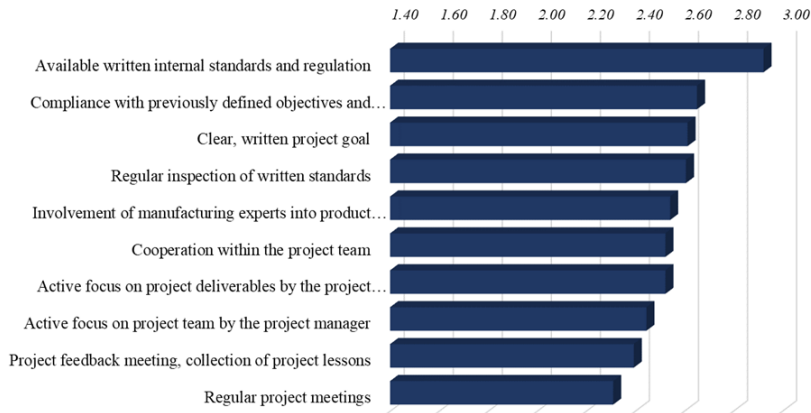 1.40 1.60 1.80 2.00 2.20 2.40 2.60 2.80 3.00
Available written internal standards and regulation
Compliance with previously defined objectives and…
Clear, written project goal
Regular inspection of written standards
Involvement of manufacturing experts into product…
Cooperation within the project team
Active focus on project deliverables by the project…
Active focus on project team by the project manager
Project feedback meeting, collection of project lessons
Regular project meetings